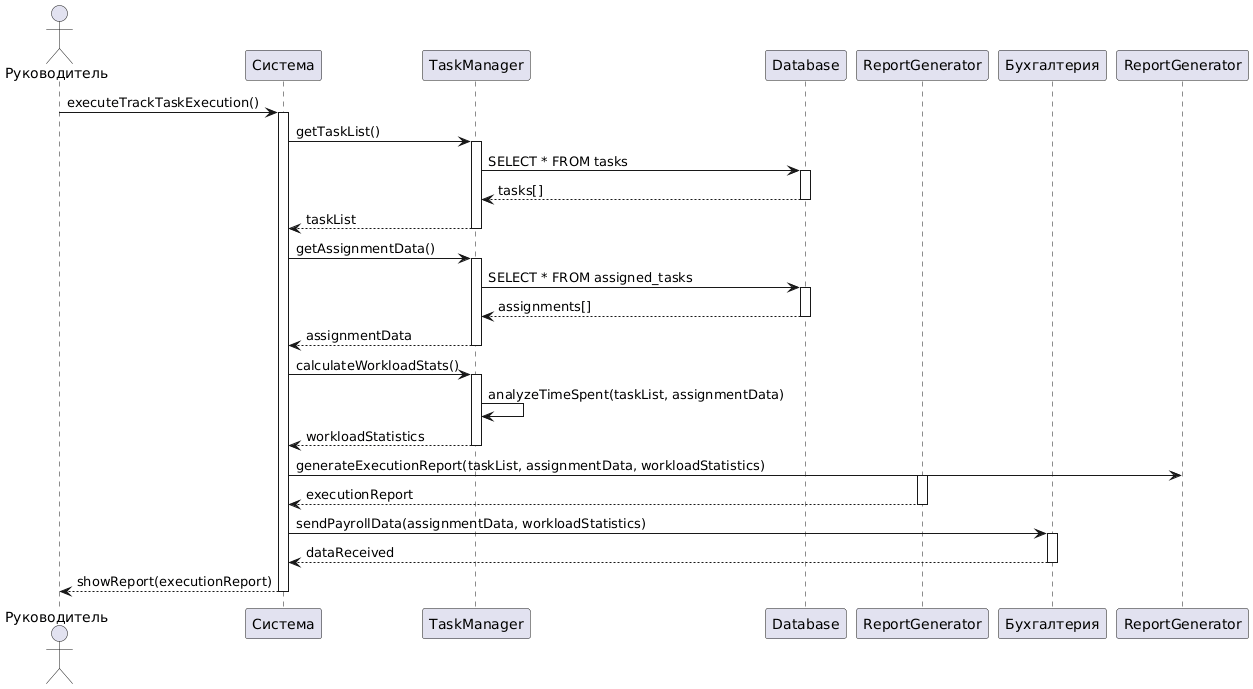 Руководитель
Система
TaskManager
Database
ReportGenerator
Бухгалтерия
ReportGenerator
executeTrackTaskExecution()
getTaskList()
SELECT * FROM tasks
tasks[]
taskList
getAssignmentData()
SELECT * FROM assigned_tasks
assignments[]
assignmentData
calculateWorkloadStats()
analyzeTimeSpent(taskList, assignmentData)
workloadStatistics
generateExecutionReport(taskList, assignmentData, workloadStatistics)
executionReport
sendPayrollData(assignmentData, workloadStatistics)
dataReceived
showReport(executionReport)
Руководитель
Система
TaskManager
Database
ReportGenerator
Бухгалтерия
ReportGenerator